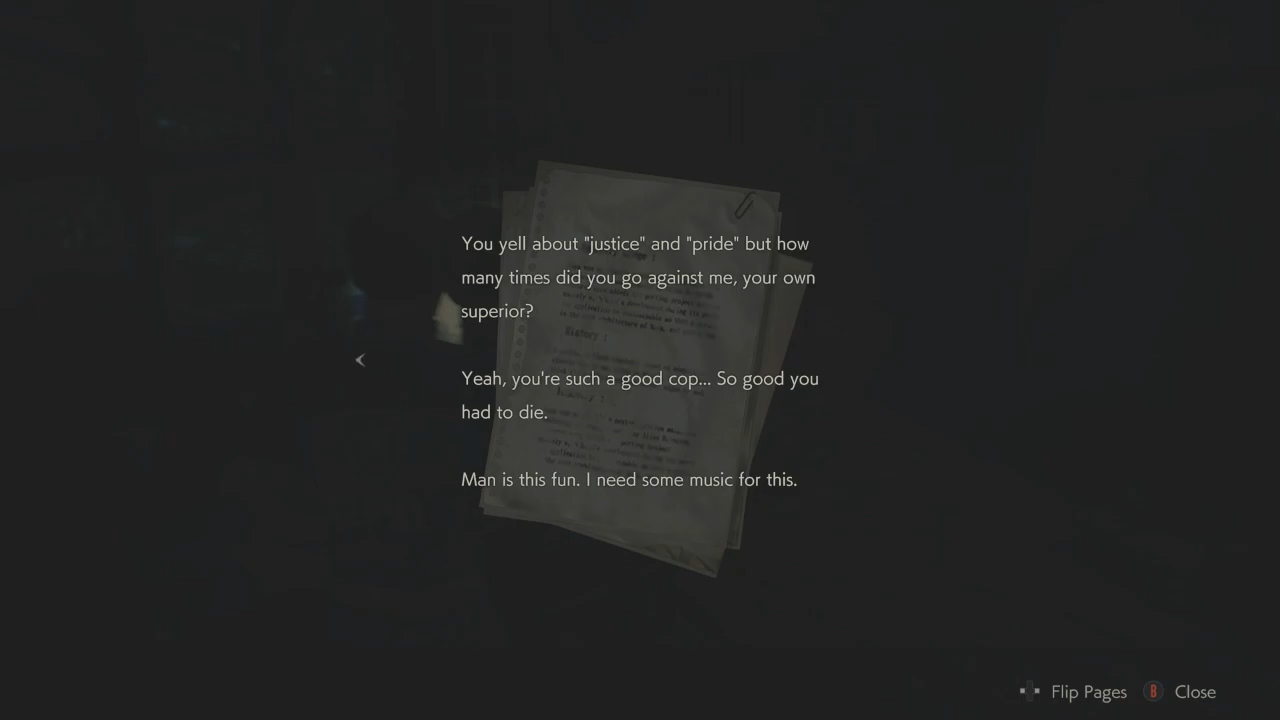 You yell about "justice" and "pride" but how
many times did you go against me, your own
superior?
Yeah, you're such a good cop... So good you
had to die.
Man is this fun. I need some music for this.
History :
Flip Pages B Close